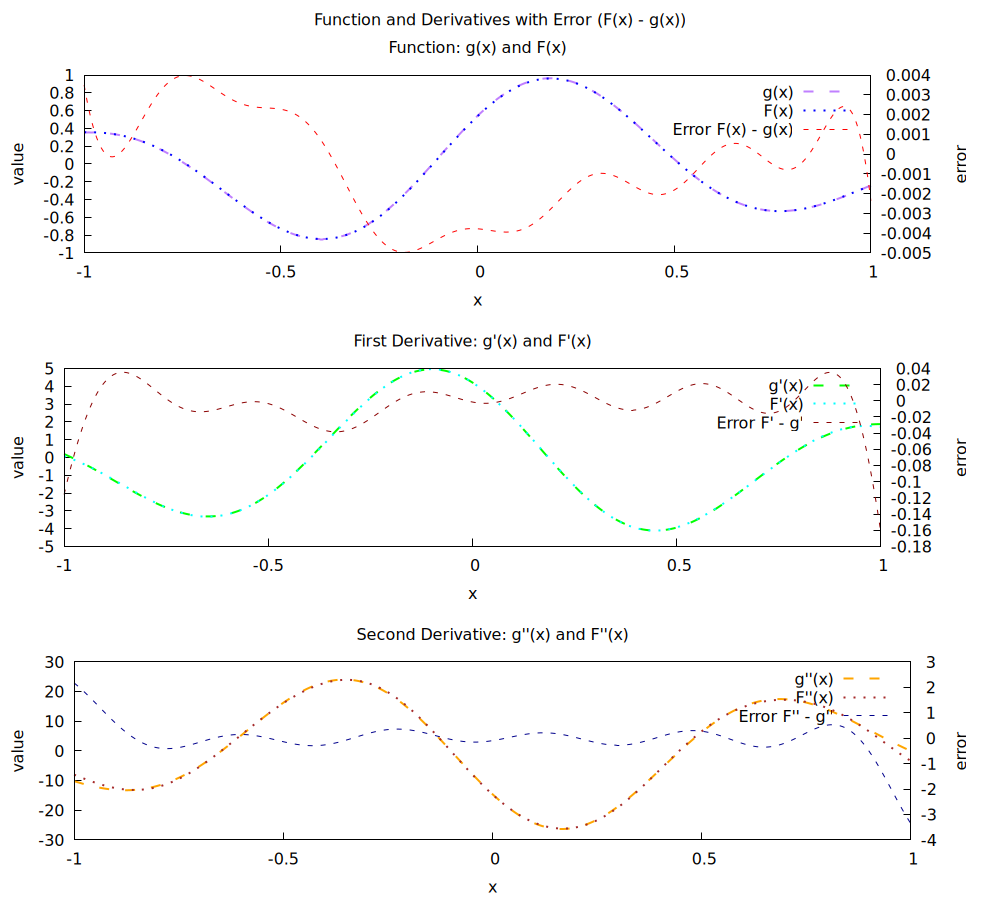 Function and Derivatives with Error (F(x) - g(x))
Function: g(x) and F(x)
1
0.8
0.6
0.4
0.2
0
-0.2
-0.4
-0.6
-0.8
-1
value
g(x)
F(x)
Error F(x) - g(x)
0.004
0.003
0.002
0.001
0
-0.001
-0.002
-0.003
-0.004
-0.005
error
-1 -0.5 0 0.5 1
x
First Derivative: g'(x) and F'(x)
5
4
3
2
1
0
-1
-2
-3
-4
-5
value
g'(x)
F'(x)
Error F' - g'
0.04
0.02
0
-0.02
-0.04
-0.06
-0.08
-0.1
-0.12
-0.14
-0.16
-0.18
error
-1 -0.5 0 0.5 1
x
Second Derivative: g''(x) and F''(x)
30
20
10
0
-10
-20
-30
value
g''(x)
F''(x)
Error F'' - g''
3
2
1
0
-1
-2
-3
-4
error
-1 -0.5 0 0.5 1
x